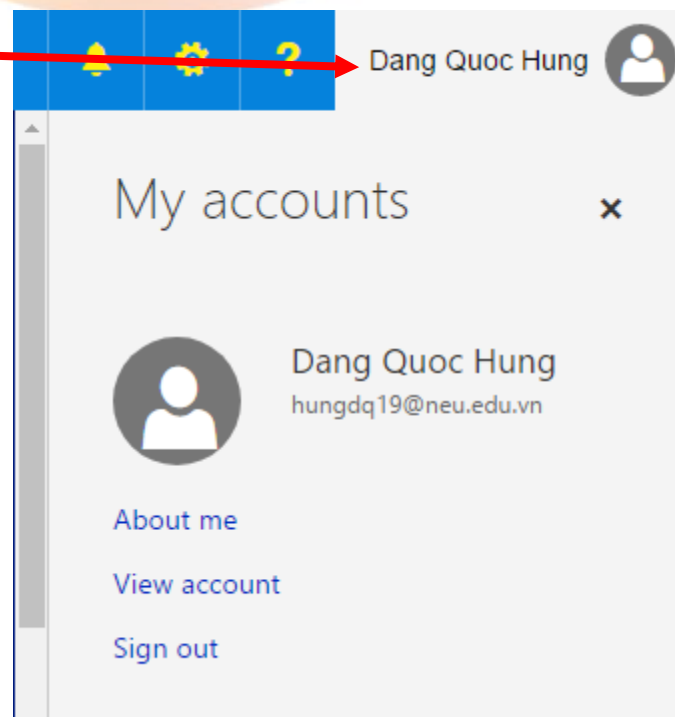 ? Dang Quoc Hung
My accounts ×
Dang Quoc Hung
hungdq19@neu.edu.vn
About me
View account
Sign out